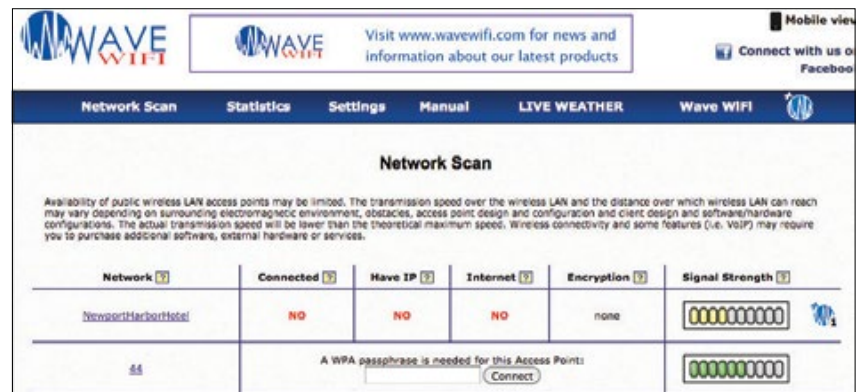 WAVE
WIFI
WAVE
WIFI
Visit www.wavewifi.com for news and
information about our latest products
Mobile view
Connect with us o
Faceboo
Network Scan Statistics Settings Manual LIVE WEATHER Wave WiFi
Network Scan
Availability of public wireless LAN access points may be limited. The transmission speed over the wireless LAN and the distance over which wireless LAN can reach
may vary depending on surrounding electromagnetic environment, obstacles, access point design and configuration and client design and software/hardware
configurations. The actual transmission speed will be lower than the theoretical maximum speed. Wireless connectivity and some features (i.e. VoIP) may require
you to purchase additional software, external hardware or services.
Network ? Connected ? Have IP ? Internet ? Encryption ? Signal Strength ?
NewportHarborHotel NO NO NO none 1
44 A WPA passphrase is needed for this Access Point:
Connect